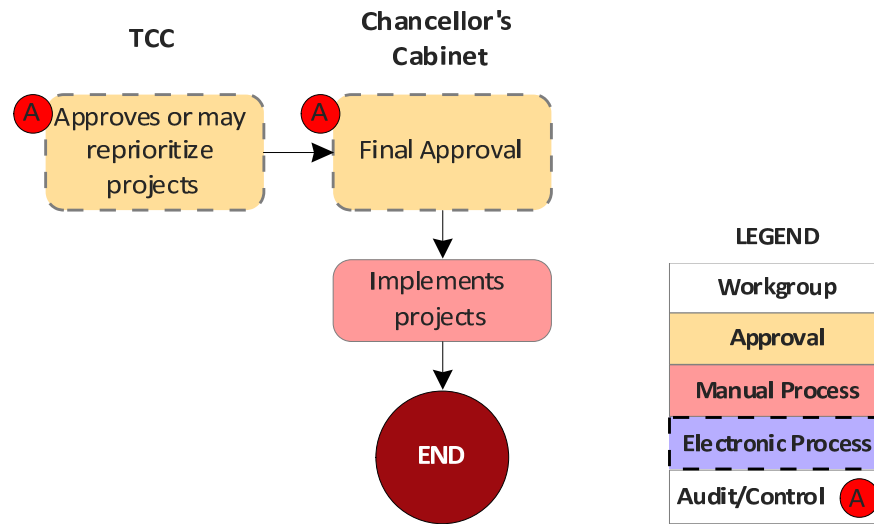 TCC
Chancellor's
Cabinet
A
Approves or may
reprioritize
projects
A
Final Approval
Implements
projects
END
LEGEND
Workgroup
Approval
Manual Process
Electronic Process
Audit/Control A